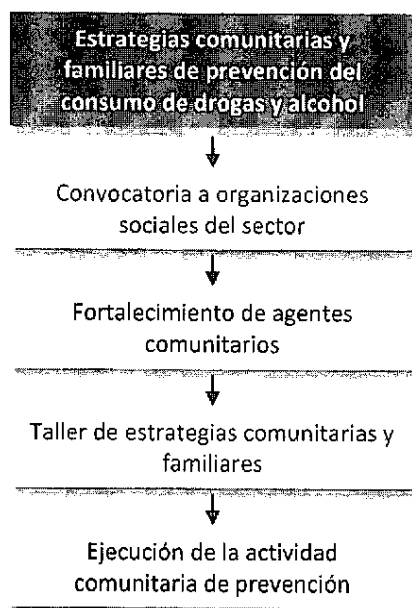 Estrategias comunitarias y
familiares de prevención del
consumo de drogas y alcohol
Convocatoria a organizaciones
sociales del sector
Fortalecimiento de agentes
comunitarios
Taller de estrategias comunitarias y
familiares
Ejecución de la actividad
comunitaria de prevención